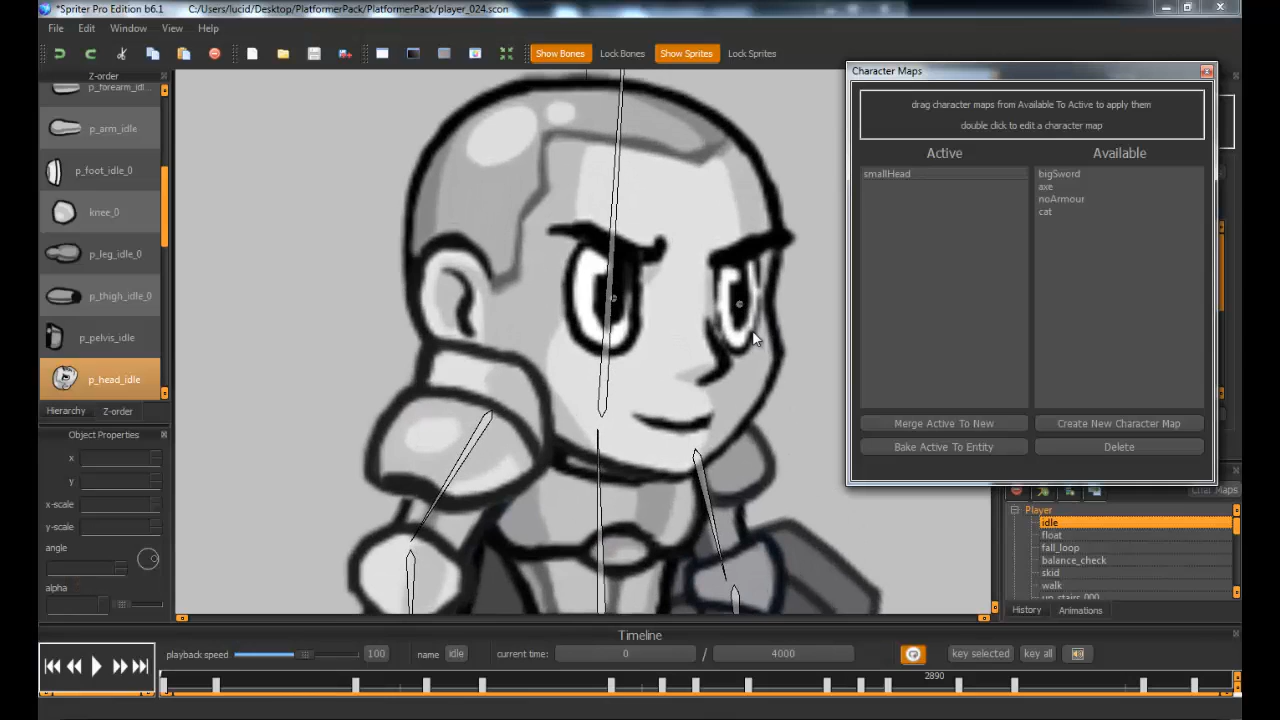 *Spriter Pro Edition b6.1 C:/Users/lucid/Desktop/PlatformerPack/PlatformerPack/player_024.scon
File Edit Window View Help
Show Bones Lock Bones Show Sprites Lock Sprites
Z-order
p_forearm_idl...
p_arm_idle
p_foot_idle_0
knee_0
p_leg_idle_0
p_thigh_idle_0
p_pelvis_idle
p_head_idle
Hierarchy Z-order
Object Properties
x
y
x-scale
y-scale
angle
alpha
Character Maps
drag character maps from Available To Active to apply them
double click to edit a character map
Active Available
smallHead
bigSword
axe
noArmour
cat
Merge Active To New Create New Character Map
Bake Active To Entity Delete
Char Maps
Player
idle
float
fall_loop
balance_check
skid
walk
up_stairs_000
History Animations
Timeline
playback speed 100 name idle current time: 0 / 4000 key selected key all
2890